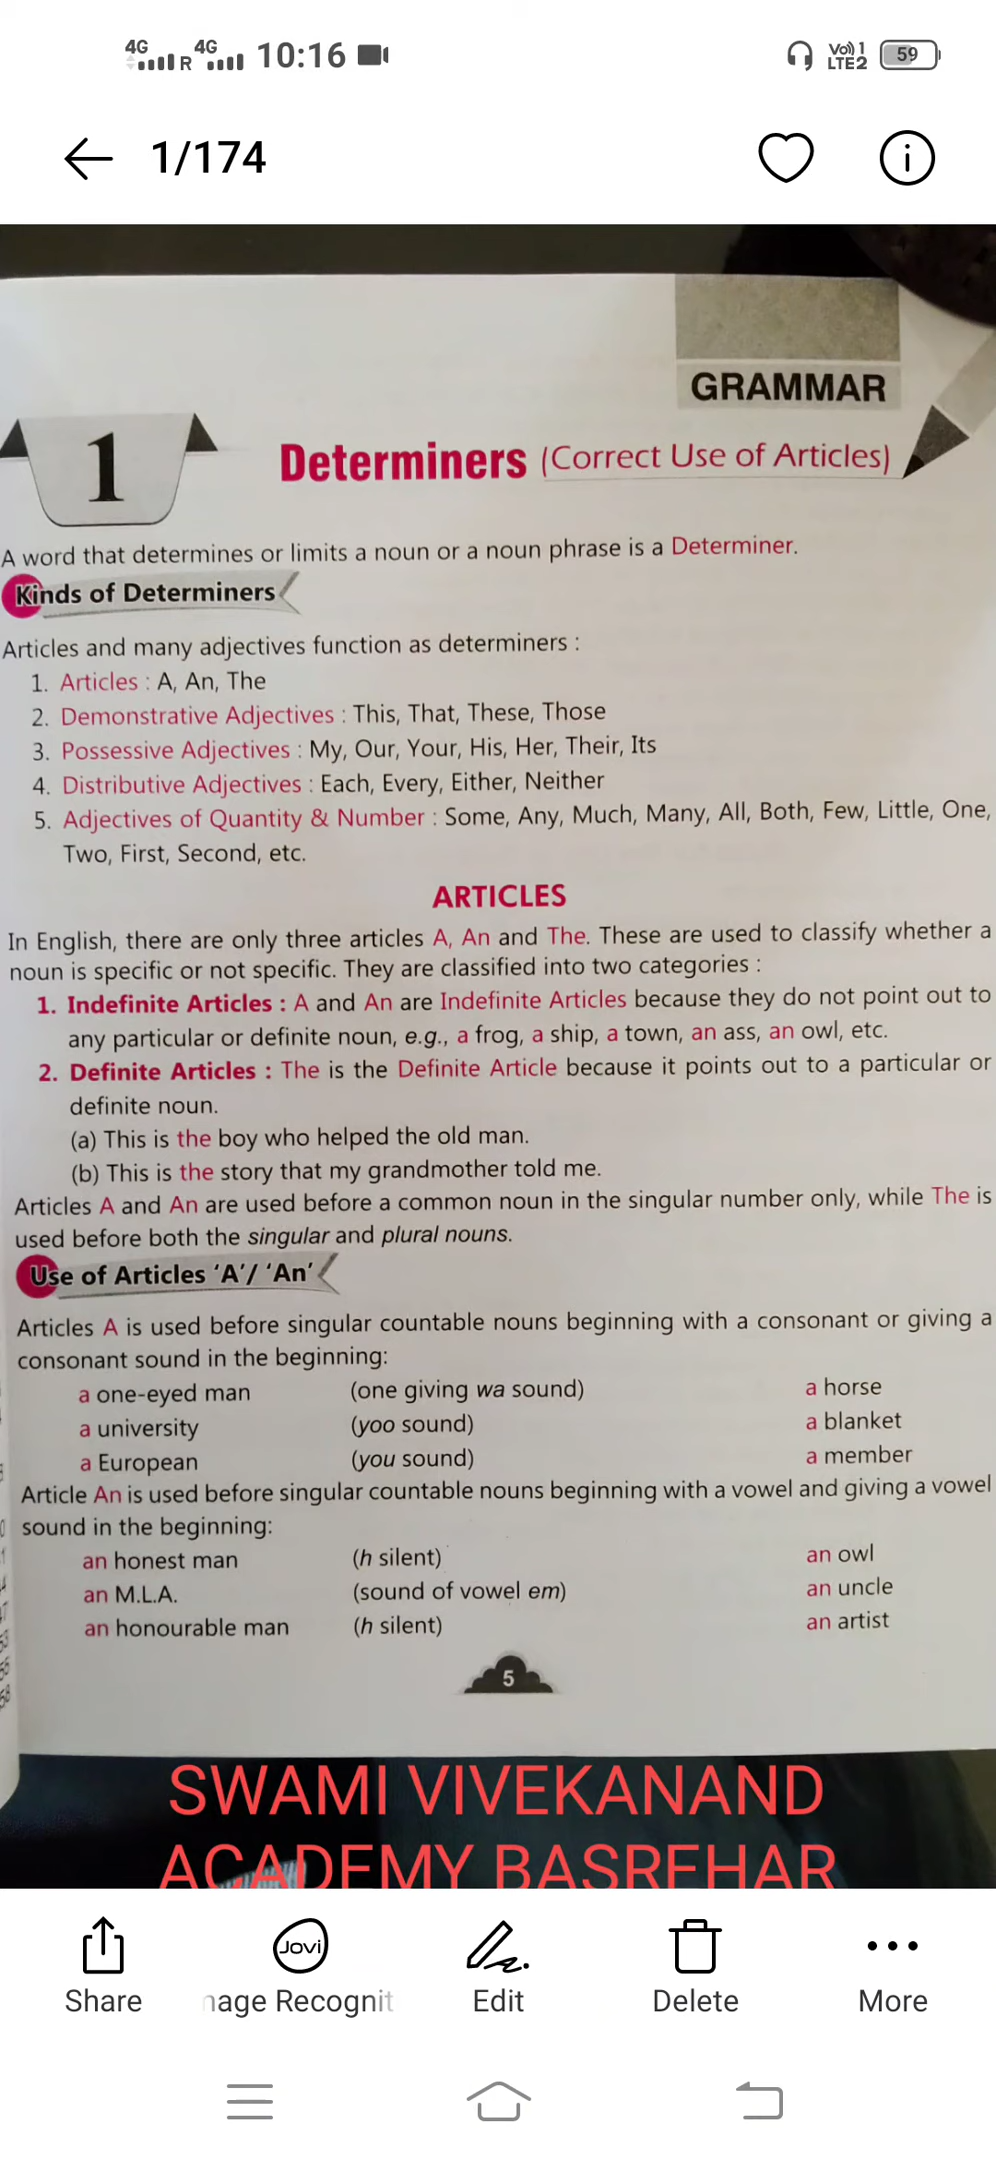 4G R 4G 10:16 Vo)) 1 LTE2 59
1/174
GRAMMAR
1
Determiners (Correct Use of Articles)
A word that determines or limits a noun or a noun phrase is a Determiner.
Kinds of Determiners
Articles and many adjectives function as determiners :
1. Articles : A, An, The
2. Demonstrative Adjectives : This, That, These, Those
3. Possessive Adjectives : My, Our, Your, His, Her, Their, Its
4. Distributive Adjectives : Each, Every, Either, Neither
5. Adjectives of Quantity & Number : Some, Any, Much, Many, All, Both, Few, Little, One,
Two, First, Second, etc.
ARTICLES
In English, there are only three articles A, An and The. These are used to classify whether a
noun is specific or not specific. They are classified into two categories :
1. Indefinite Articles : A and An are Indefinite Articles because they do not point out to
any particular or definite noun, e.g., a frog, a ship, a town, an ass, an owl, etc.
2. Definite Articles : The is the Definite Article because it points out to a particular or
definite noun.
(a) This is the boy who helped the old man.
(b) This is the story that my grandmother told me.
Articles A and An are used before a common noun in the singular number only, while The is
used before both the singular and plural nouns.
Use of Articles ‘A’/ ‘An’
Articles A is used before singular countable nouns beginning with a consonant or giving a
consonant sound in the beginning:
a one-eyed man (one giving wa sound) a horse
a university (yoo sound) a blanket
a European (you sound) a member
Article An is used before singular countable nouns beginning with a vowel and giving a vowel
sound in the beginning:
an honest man (h silent) an owl
an M.L.A. (sound of vowel em) an uncle
an honourable man (h silent) an artist
5
SWAMI VIVEKANAND
ACADEMY BASREHAR
Jovi
Share nage Recognit Edit Delete More